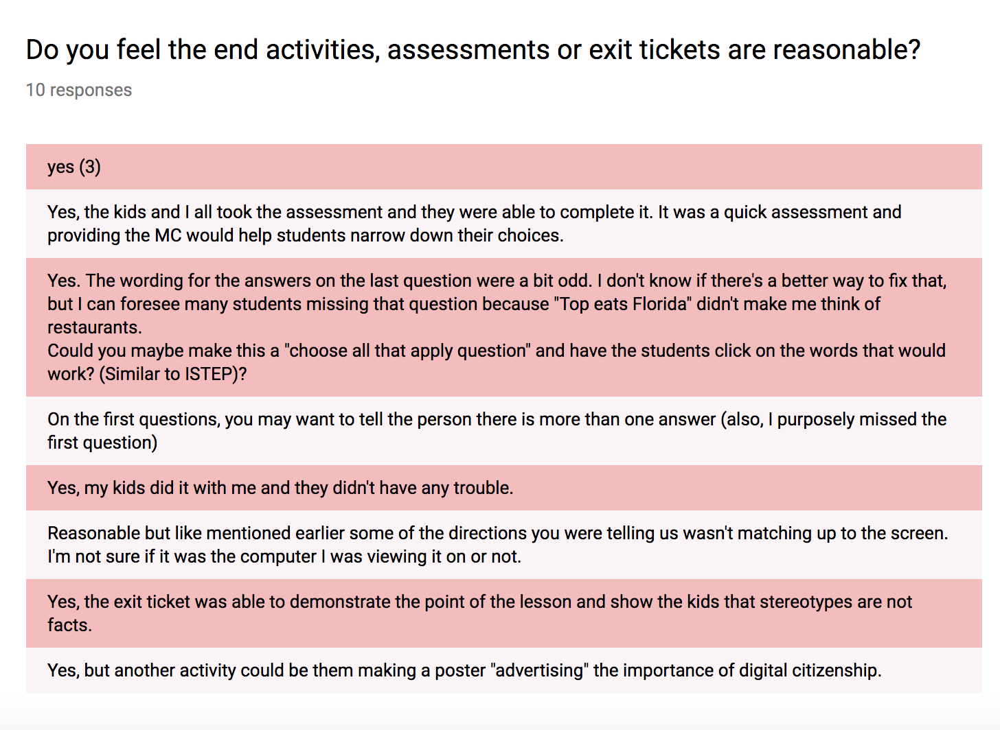 Do you feel the end activities, assessments or exit tickets are reasonable?
10 responses
yes (3)
Yes, the kids and I all took the assessment and they were able to complete it. It was a quick assessment and
providing the MC would help students narrow down their choices.
Yes. The wording for the answers on the last question were a bit odd. I don't know if there's a better way to fix that,
but I can foresee many students missing that question because "Top eats Florida" didn't make me think of
restaurants.
Could you maybe make this a "choose all that apply question" and have the students click on the words that would
work? (Similar to ISTEP)?
On the first questions, you may want to tell the person there is more than one answer (also, I purposely missed the
first question)
Yes, my kids did it with me and they didn't have any trouble.
Reasonable but like mentioned earlier some of the directions you were telling us wasn't matching up to the screen.
I'm not sure if it was the computer I was viewing it on or not.
Yes, the exit ticket was able to demonstrate the point of the lesson and show the kids that stereotypes are not
facts.
Yes, but another activity could be them making a poster "advertising" the importance of digital citizenship.